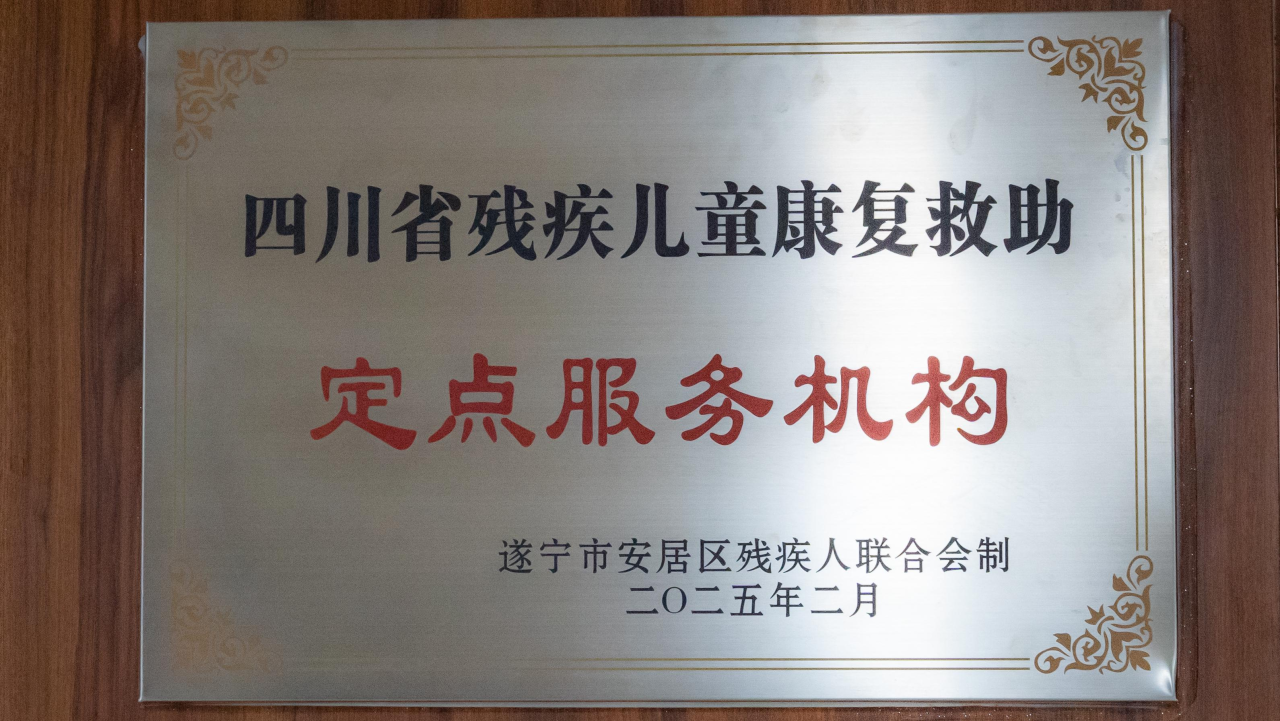 四川省残疾儿童康复救助
定点服务机构
遂宁市安居区残疾人联合会制
二〇二五年二月